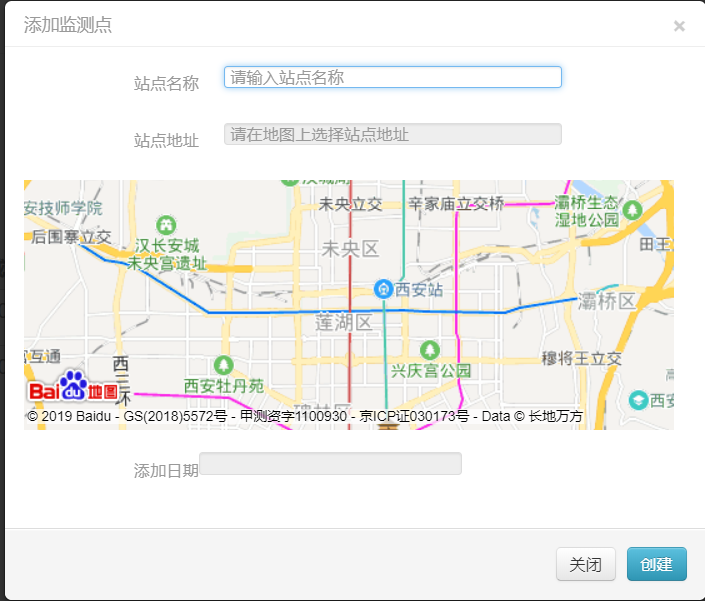 添加监测点
×
站点名称
请输入站点名称
站点地址
请在地图上选择站点地址
未央立交
辛家庙立交桥
灞桥生态
湿地公园
安技师学院
后围寨立交
汉长安城
未央宫遗址
未央区
田王
西安站
灞桥区
莲湖区
互通
西安牡丹苑
兴庆宫公园
穆将王立交
西三环
西安
Bai du 地图
© 2019 Baidu - GS(2018)5572号 - 甲测资字1100930 - 京ICP证030173号 - Data © 长地万方
添加日期
关闭
创建